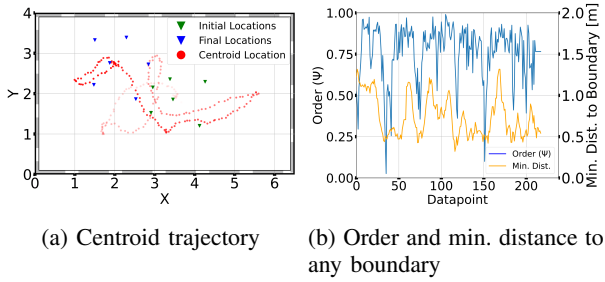 4
3
2
1
0
Y
0
1
2
3
4
5
6
X
Initial Locations
Final Locations
Centroid Location
1.00
0.75
0.50
0.25
0.00
Order (Ψ)
0
50
100
150
200
Datapoint
2.0
1.5
1.0
0.5
0.0
Min. Dist. to Boundary [m]
Order (Ψ)
Min. Dist.
(a) Centroid trajectory
(b) Order and min. distance to
any boundary